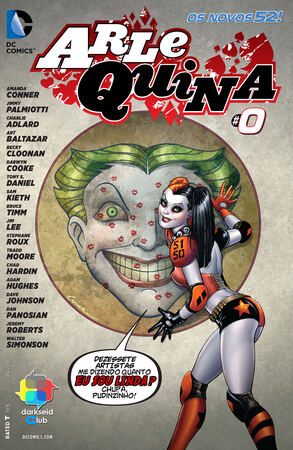 DC COMICS™
OS NOVOS 52!
ARLE
QUINA
#0
AMANDA
CONNER
JIMMY
PALMIOTTI
CHARLIE
ADLARD
ART
BALTAZAR
BECKY
CLOONAN
DARWYN
COOKE
TONY S.
DANIEL
SAM
KIETH
BRUCE
TIMM
JIM
LEE
STEPHANE
ROUX
TRADD
MOORE
CHAD
HARDIN
ADAM
HUGHES
DAVE
JOHNSON
DAN
PANOSIAN
JEREMY
ROBERTS
WALTER
SIMONSON
51
50
DEZESSETE
ARTISTAS
ME DIZENDO QUANTO
EU SOU LINDA?
CHUPA,
PUDINZINHO!
darkseid
Club
RATED T
DCCOMICS.COM